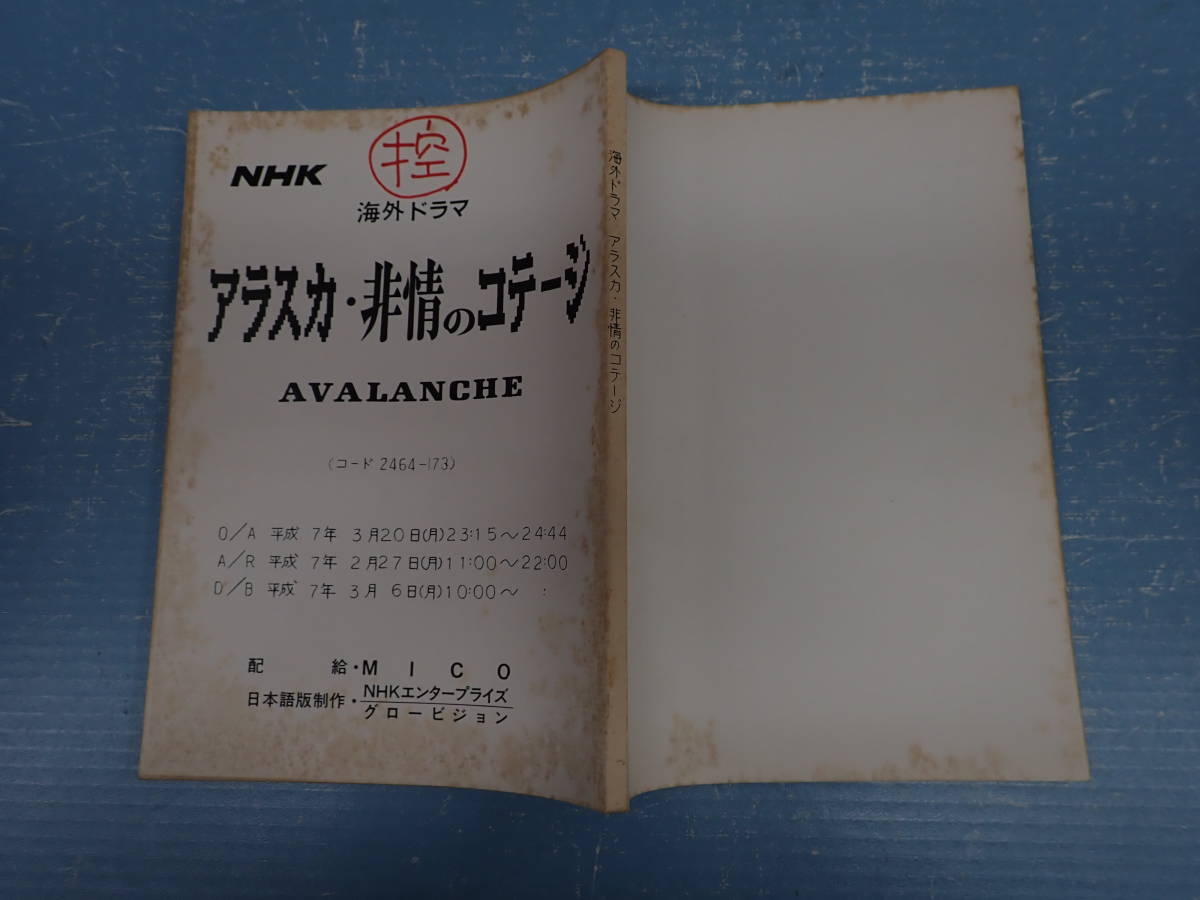 NHK
控
海外ドラマ
アラスカ・非情のコテージ
AVALANCHE
(コード 2464-173)
O/A 平成 7年 3月20日(月)23:15～24:44
A/R 平成 7年 2月27日(月)11:00～22:00
D/B 平成 7年 3月 6日(月)10:00～ :
配 給・M I C O
日本語版制作・NHKエンタープライズ
グロービジョン
海外ドラマ アラスカ・非情のコテージ